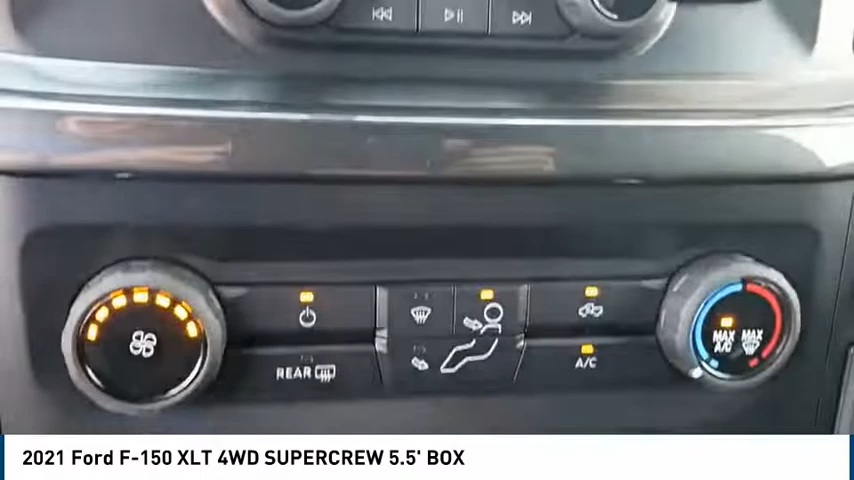 MAX A/C
MAX
REAR
A/C
2021 Ford F-150 XLT 4WD SUPERCREW 5.5' BOX